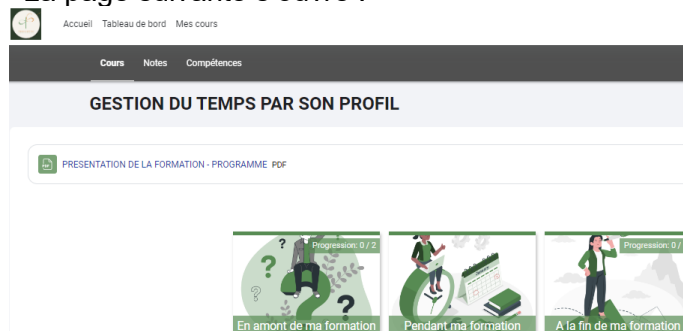 La page suivante s'ouvre :
Accueil Tableau de bord Mes cours
Cours Notes Compétences
GESTION DU TEMPS PAR SON PROFIL
PDF PRESENTATION DE LA FORMATION - PROGRAMME PDF
Progression: 0 / 2
Progression: 0 /
En amont de ma formation
Pendant ma formation
A la fin de ma formation